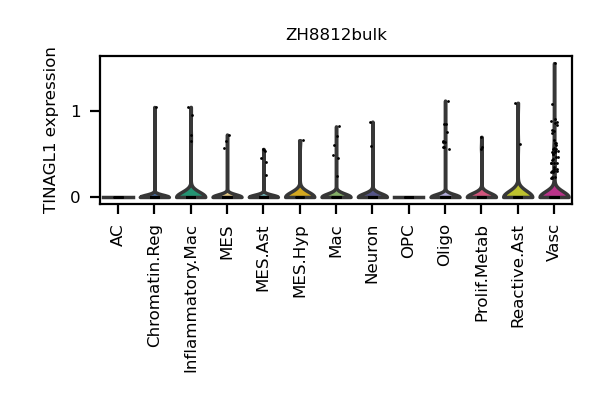 ZH8812bulk
TINAGL1 expression
1
0
AC
Chromatin.Reg
Inflammatory.Mac
MES
MES.Ast
MES.Hyp
Mac
Neuron
OPC
Oligo
Prolif.Metab
Reactive.Ast
Vasc